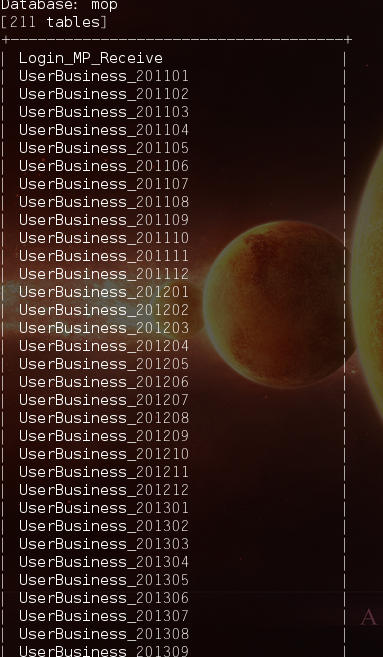 Database: mop
[211 tables]
+--------------------------------------+
| Login_MP_Receive |
| UserBusiness_201101 |
| UserBusiness_201102 |
| UserBusiness_201103 |
| UserBusiness_201104 |
| UserBusiness_201105 |
| UserBusiness_201106 |
| UserBusiness_201107 |
| UserBusiness_201108 |
| UserBusiness_201109 |
| UserBusiness_201110 |
| UserBusiness_201111 |
| UserBusiness_201112 |
| UserBusiness_201201 |
| UserBusiness_201202 |
| UserBusiness_201203 |
| UserBusiness_201204 |
| UserBusiness_201205 |
| UserBusiness_201206 |
| UserBusiness_201207 |
| UserBusiness_201208 |
| UserBusiness_201209 |
| UserBusiness_201210 |
| UserBusiness_201211 |
| UserBusiness_201212 |
| UserBusiness_201301 |
| UserBusiness_201302 |
| UserBusiness_201303 |
| UserBusiness_201304 |
| UserBusiness_201305 |
| UserBusiness_201306 |
| UserBusiness_201307 |
A
| UserBusiness_201308 |
| UserBusiness_201309 |